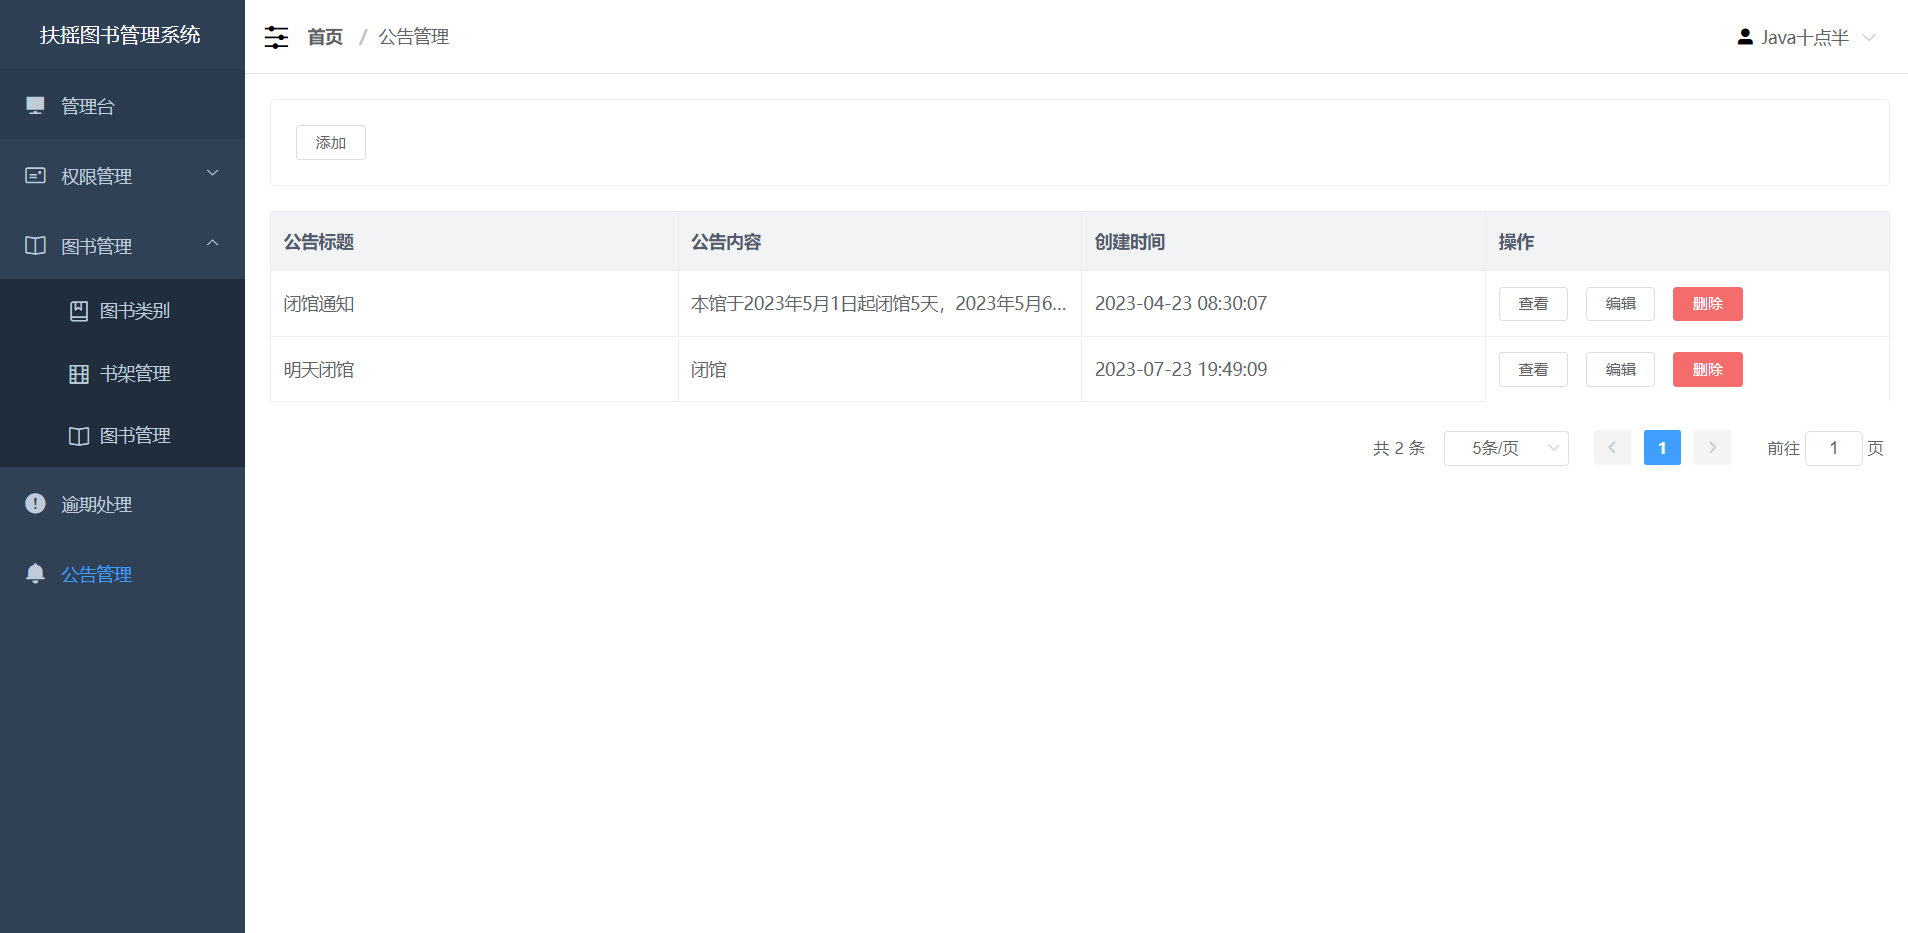 扶摇图书管理系统
管理台
权限管理
图书管理
图书类别
书架管理
图书管理
逾期处理
公告管理
首页 / 公告管理
Java十点半
添加
公告标题 公告内容 创建时间 操作
闭馆通知 本馆于2023年5月1日起闭馆5天，2023年5月6... 2023-04-23 08:30:07 查看 编辑 删除
明天闭馆 闭馆 2023-07-23 19:49:09 查看 编辑 删除
共 2 条 5条/页 1 前往 1 页